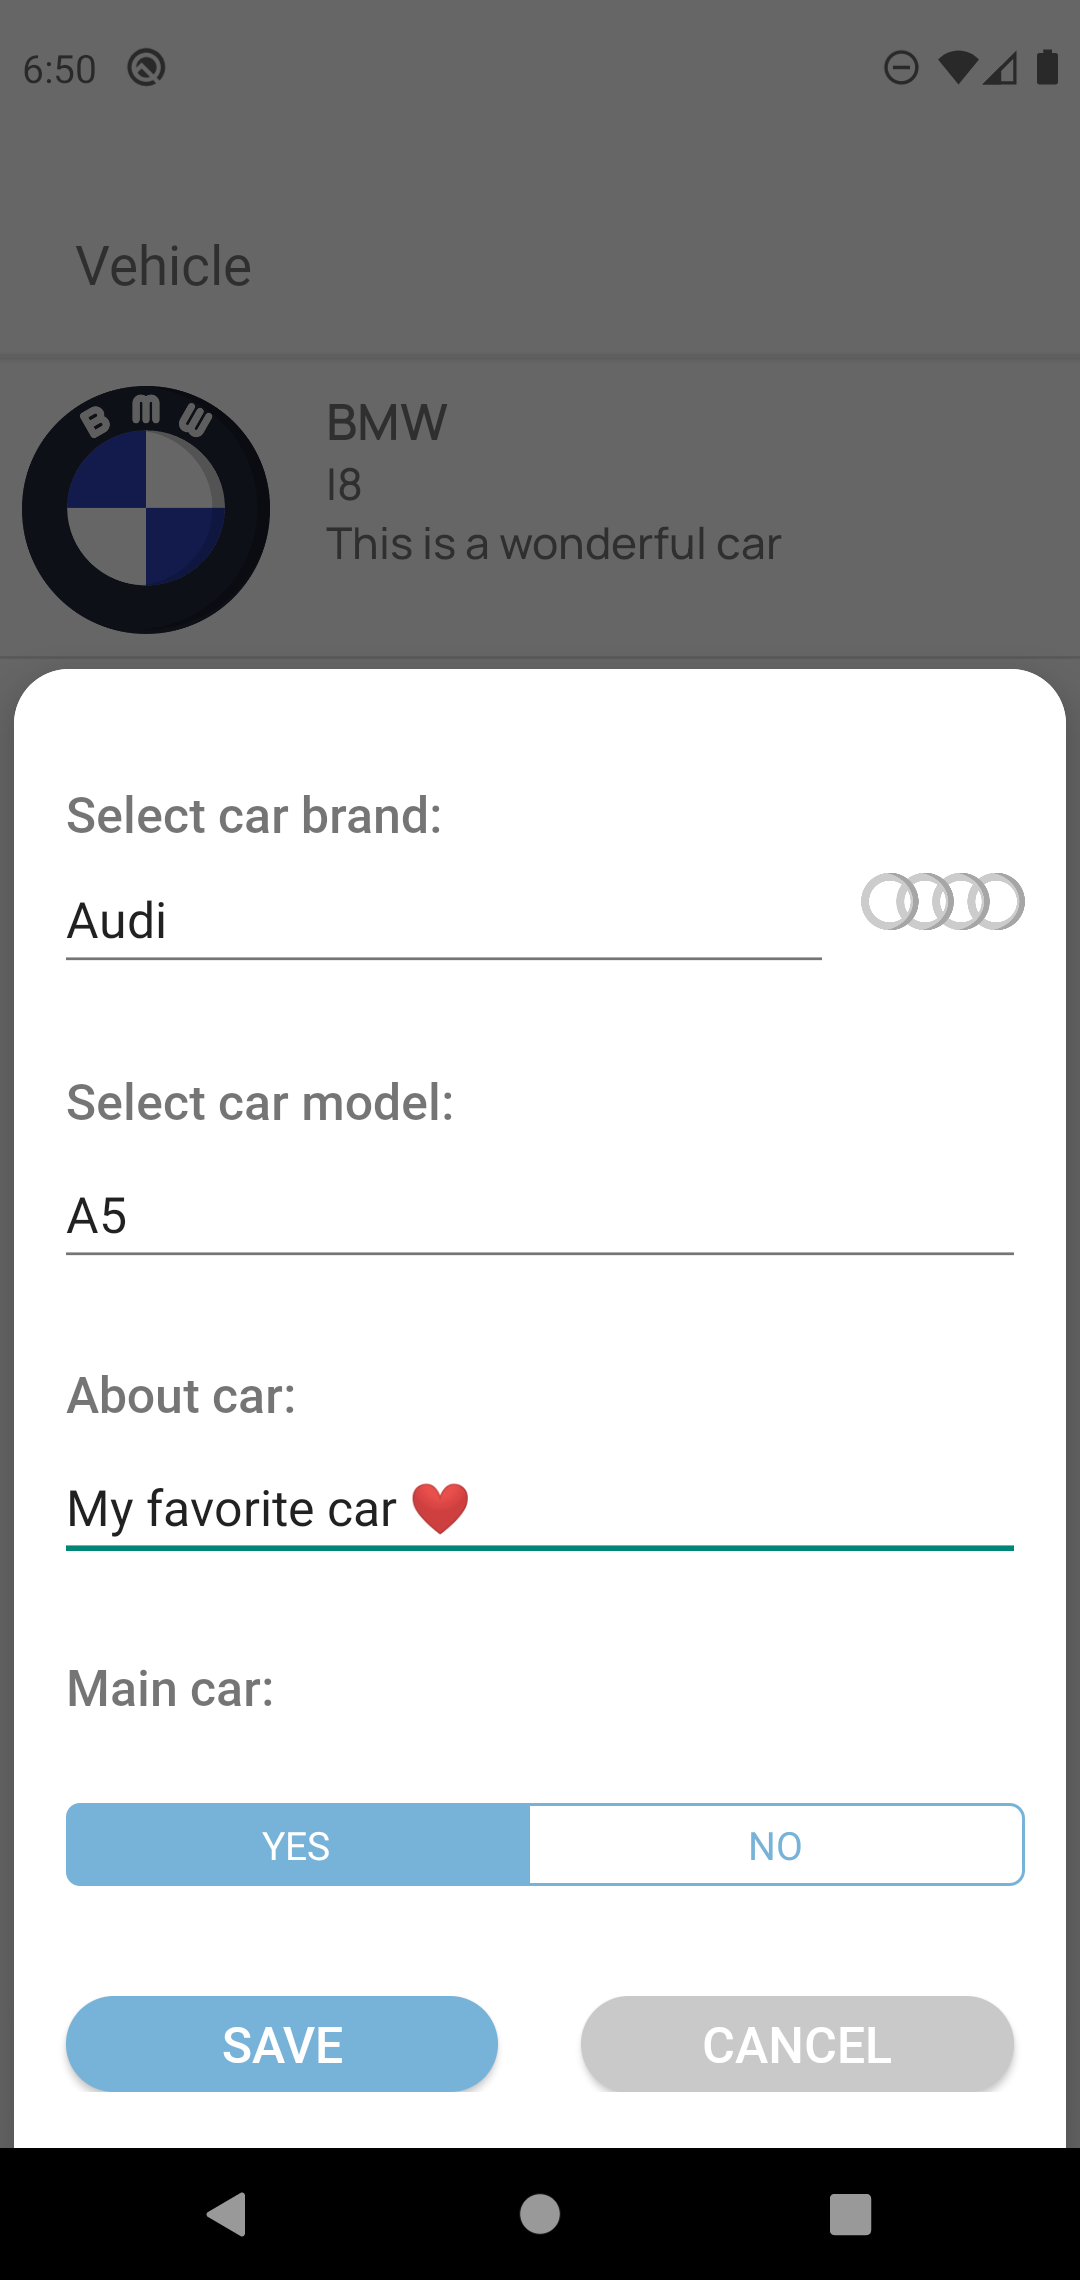 6:50
Vehicle
B M W
BMW
I8
This is a wonderful car
Select car brand:
Audi
Select car model:
A5
About car:
My favorite car ❤️
Main car:
YES NO
SAVE CANCEL